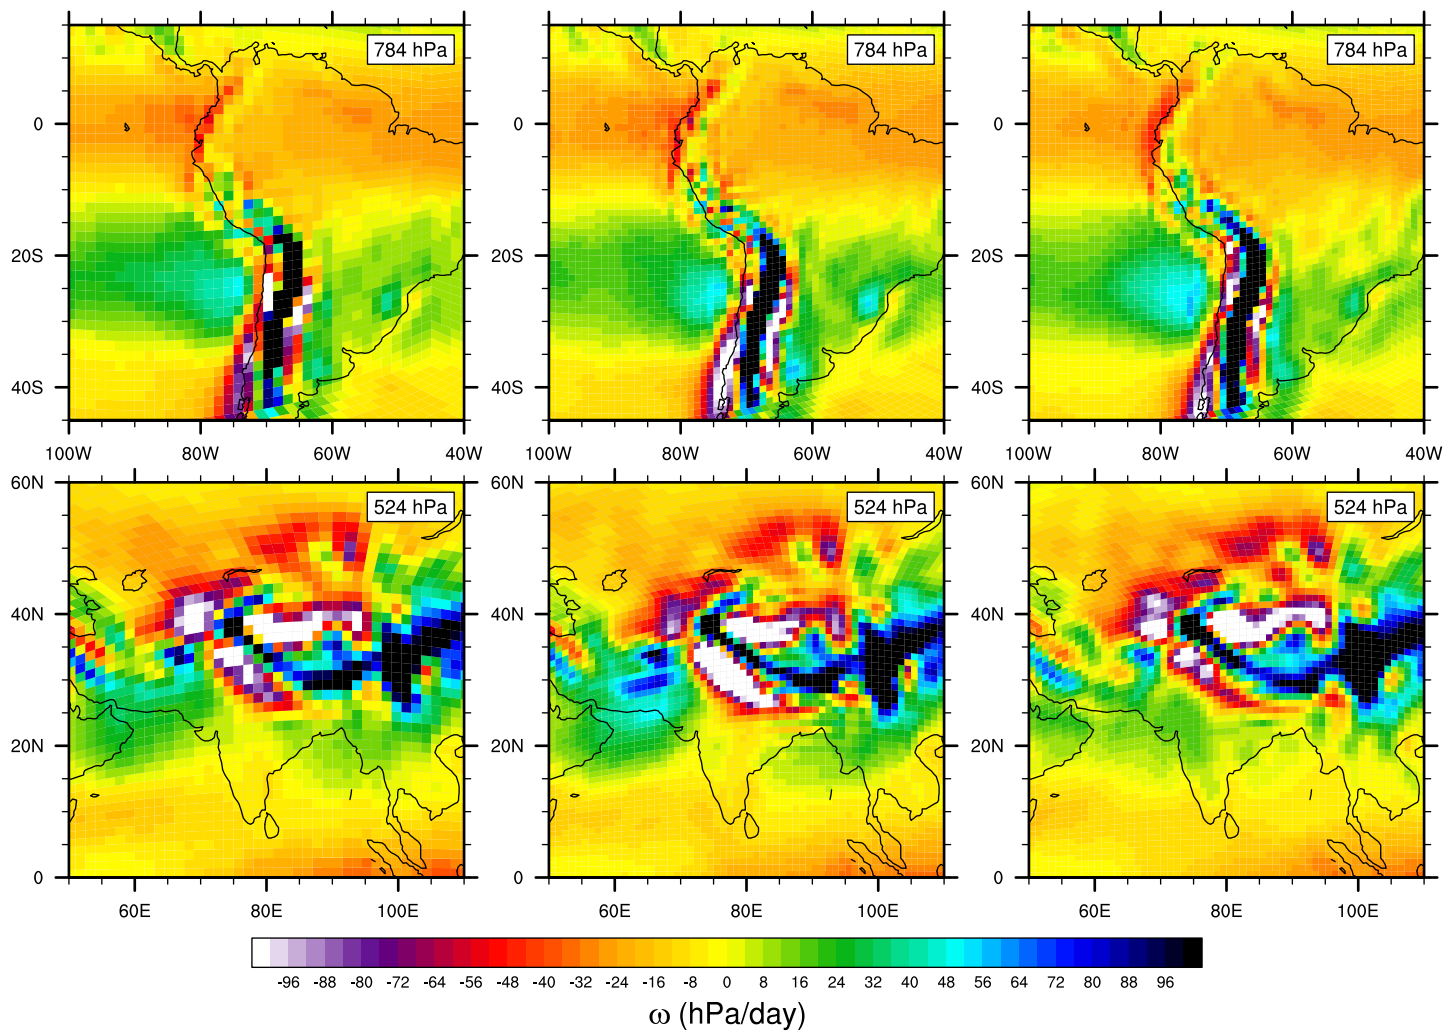 784 hPa 784 hPa 784 hPa
0 0 0
20S 20S 20S
40S 40S 40S
100W 80W 60W 40W 100W 80W 60W 40W 100W 80W 60W 40W
60N 60N 60N
524 hPa 524 hPa 524 hPa
40N 40N 40N
20N 20N 20N
0 0 0
60E 80E 100E 60E 80E 100E 60E 80E 100E
-96 -88 -80 -72 -64 -56 -48 -40 -32 -24 -16 -8 0 8 16 24 32 40 48 56 64 72 80 88 96
ω (hPa/day)